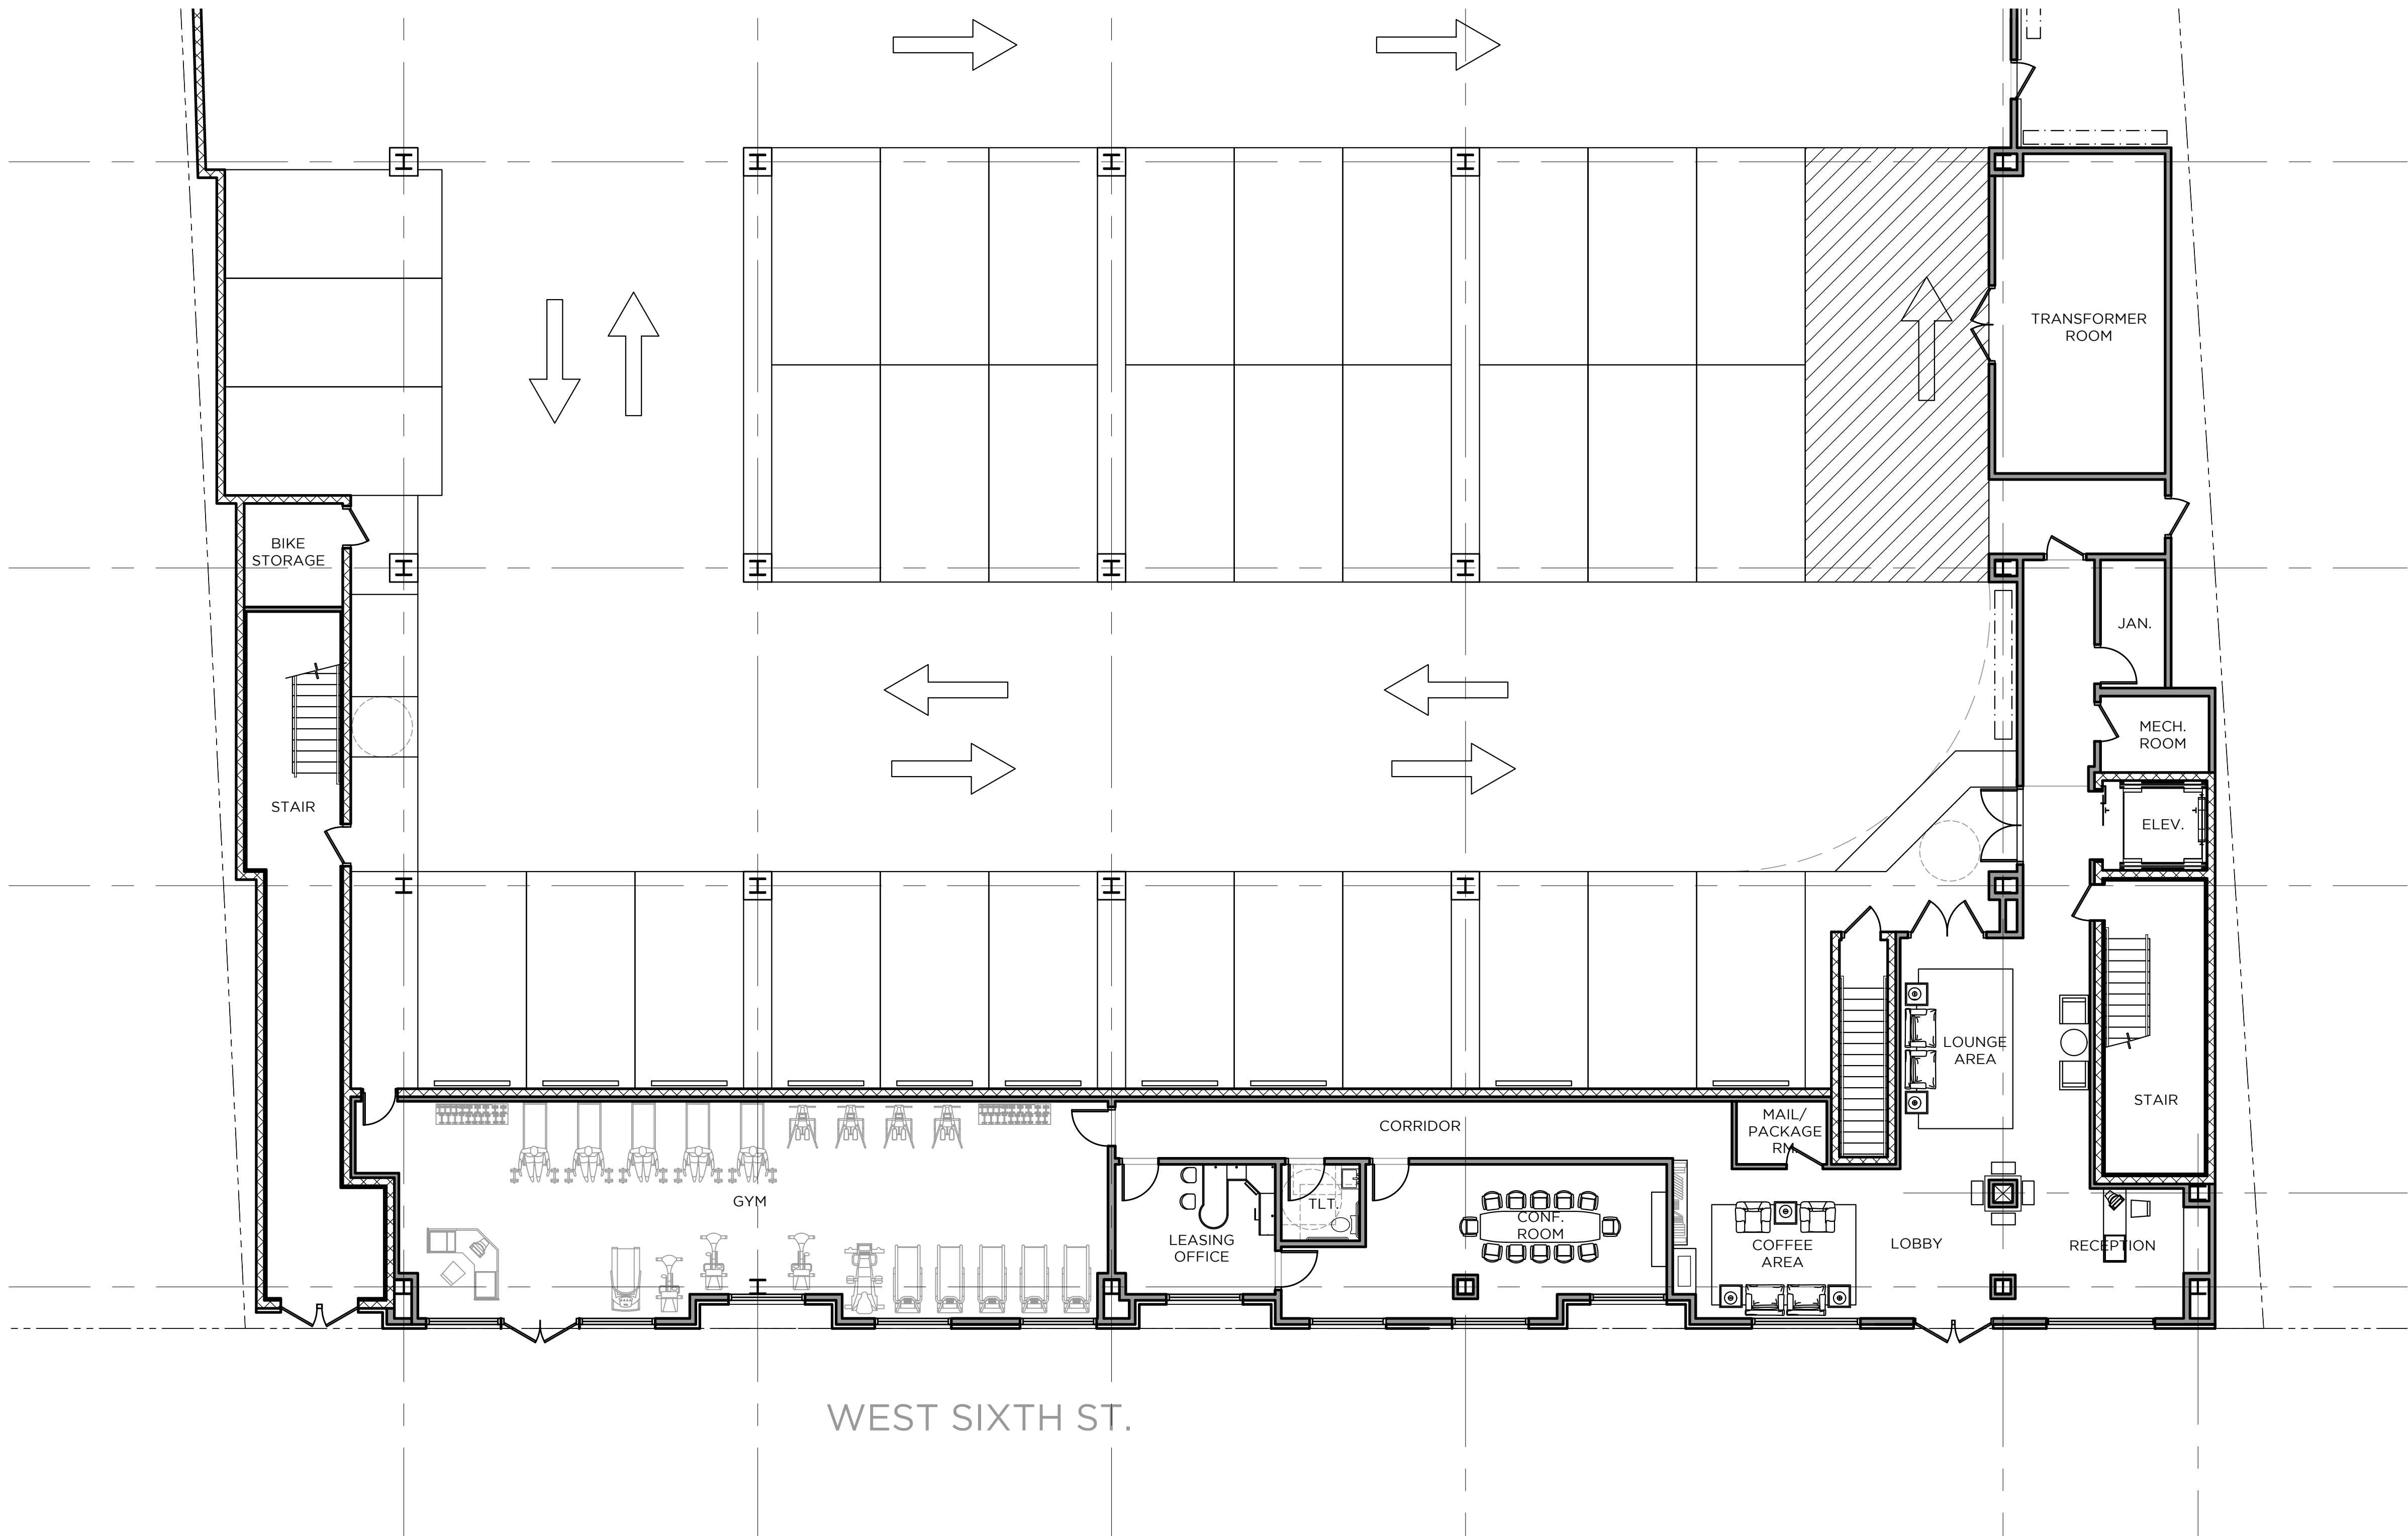 TRANSFORMER
ROOM
BIKE
STORAGE
JAN.
MECH.
ROOM
STAIR
ELEV.
LOUNGE
AREA
STAIR
MAIL/
PACKAGE
RM.
CORRIDOR
GYM
TLT.
CONF.
ROOM
LEASING
OFFICE
COFFEE
AREA
LOBBY
RECEPTION
WEST SIXTH ST.